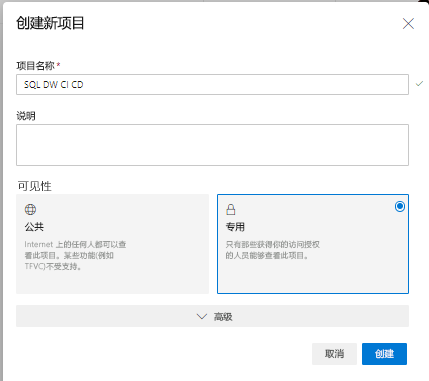 创建新项目
项目名称*
SQL DW CI CD
说明
可见性
公共
Internet 上的任何人都可以查
看此项目。某些功能(例如
TFVC)不受支持。
专用
只有那些获得你的访问授权
的人员能够查看此项目。
高级
取消
创建